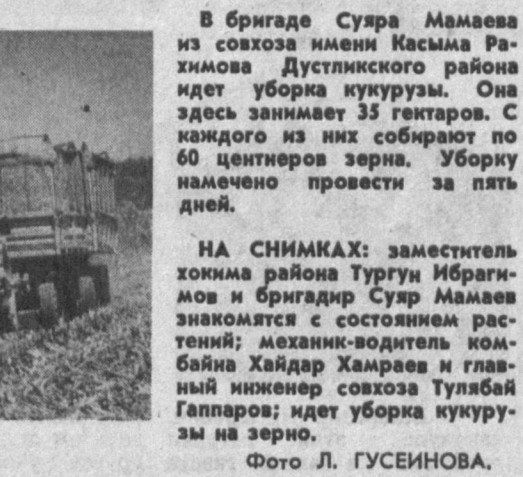 В бригаде Суяра Мамаева
из совхоза имени Касыма Ра-
химова Дустликского района
идет уборка кукурузы. Она
здесь занимает 35 гектаров. С
каждого из них собирают по
60 центнеров зерна. Уборку
намечено провести за пять
дней.
НА СНИМКАХ: заместитель
хокима района Тургун Ибраги-
мов и бригадир Суяр Мамаев
знакомятся с состоянием рас-
тений; механик-водитель ком-
байна Хайдар Хамраев и глав-
ный инженер совхоза Тулябай
Гаппаров; идет уборка кукуру-
зы на зерно.
Фото Л. ГУСЕИНОВА.